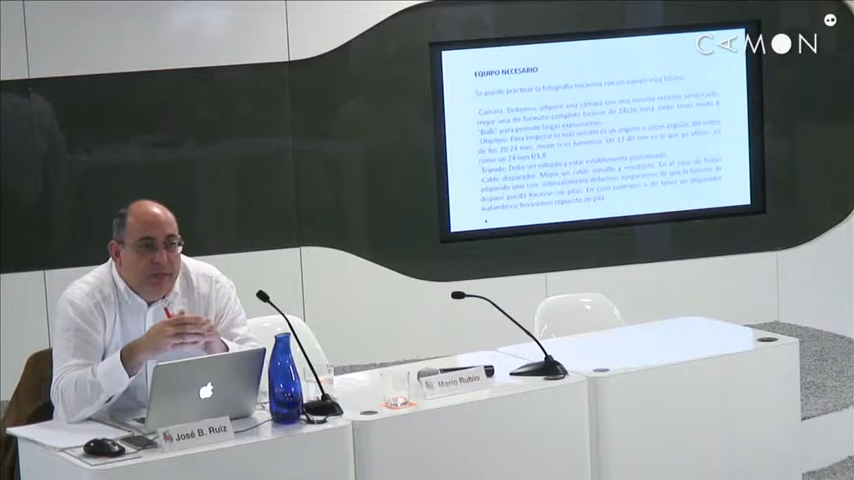 CAMON
EQUIPO NECESARIO
Se puede practicar la fotografía nocturna con un equipo muy básico.
Cámara. Debemos adquirir una cámara con una mínima relación señal/ruido,
mejor una de formato completo (sensor de 24x36 mm). Debe tener modo B
"Bulb" para permitir largas exposiciones.
Objetivo. Para empezar lo más versátil es un angular o zoom angular,
de los 20-24 mm, mejor si es luminoso. Un 17-40 mm es lo que yo utilizo,
como un 24 mm f/1,8.
Trípode. Debe ser robusto y estar establemente posicionado.
-Cable disparador. Mejor un cable sencillo y resistente. En el caso de haber
adquirido uno con intervalómetro debemos asegurarnos de que la función de
disparo pueda hacerse sin pilas. En caso contrario o de tener un disparador
inalámbrico llevaremos repuesto de pila.
Mario Rubio
José B. Ruiz